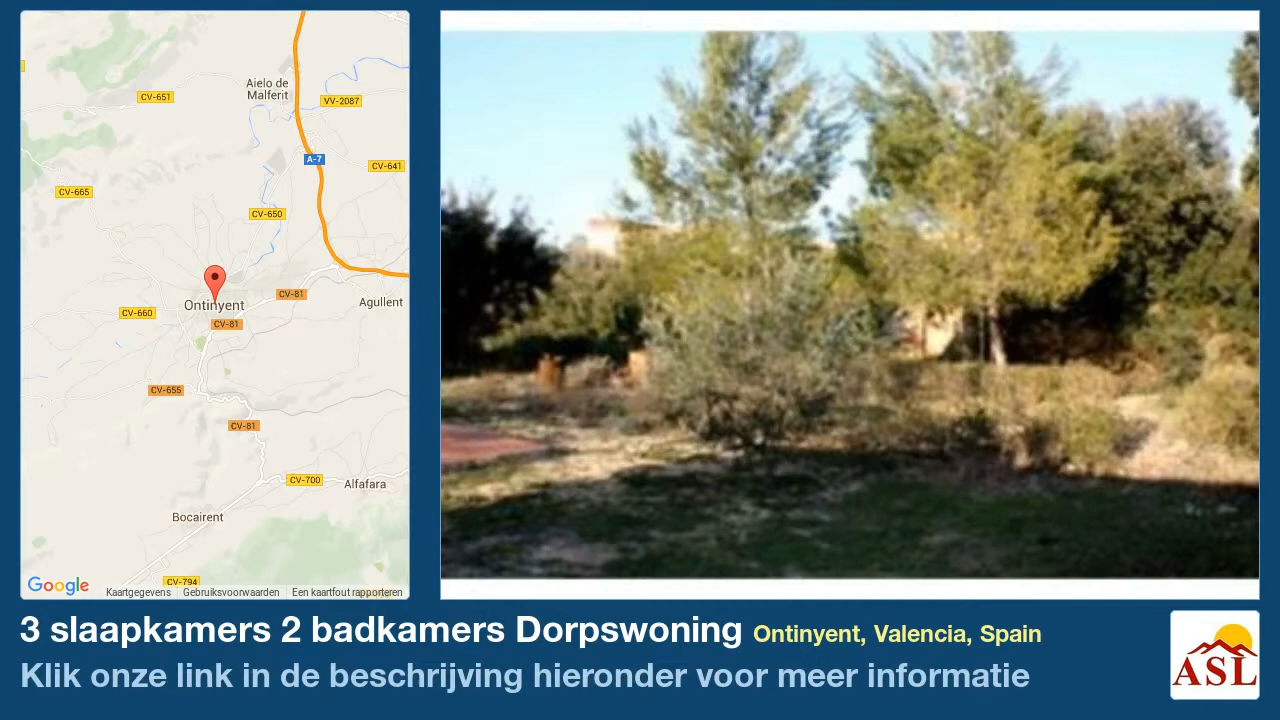 Aielo de
Malferit
CV-651
VV-2087
A-7
CV-641
CV-665
CV-650
CV-81
Agullent
Ontinyent
CV-660
CV-81
CV-655
CV-81
CV-700
Alfafara
Bocairent
CV-794
Google
Kaartgegevens Gebruiksvoorwaarden Een kaartfout rapporteren
3 slaapkamers 2 badkamers Dorpswoning Ontinyent, Valencia, Spain
Klik onze link in de beschrijving hieronder voor meer informatie
ASL